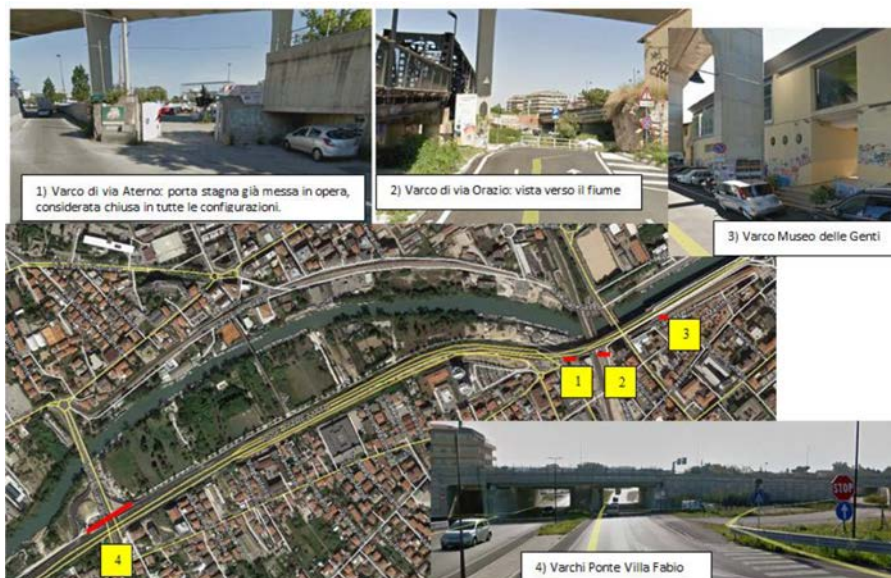 1) Varco di via Aterno: porta stagna già messa in opera,
considerata chiusa in tutte le configurazioni.
2) Varco di via Orazio: vista verso il fiume
3) Varco Museo delle Genti
3
1
2
STOP
4
4) Varchi Ponte Villa Fabio